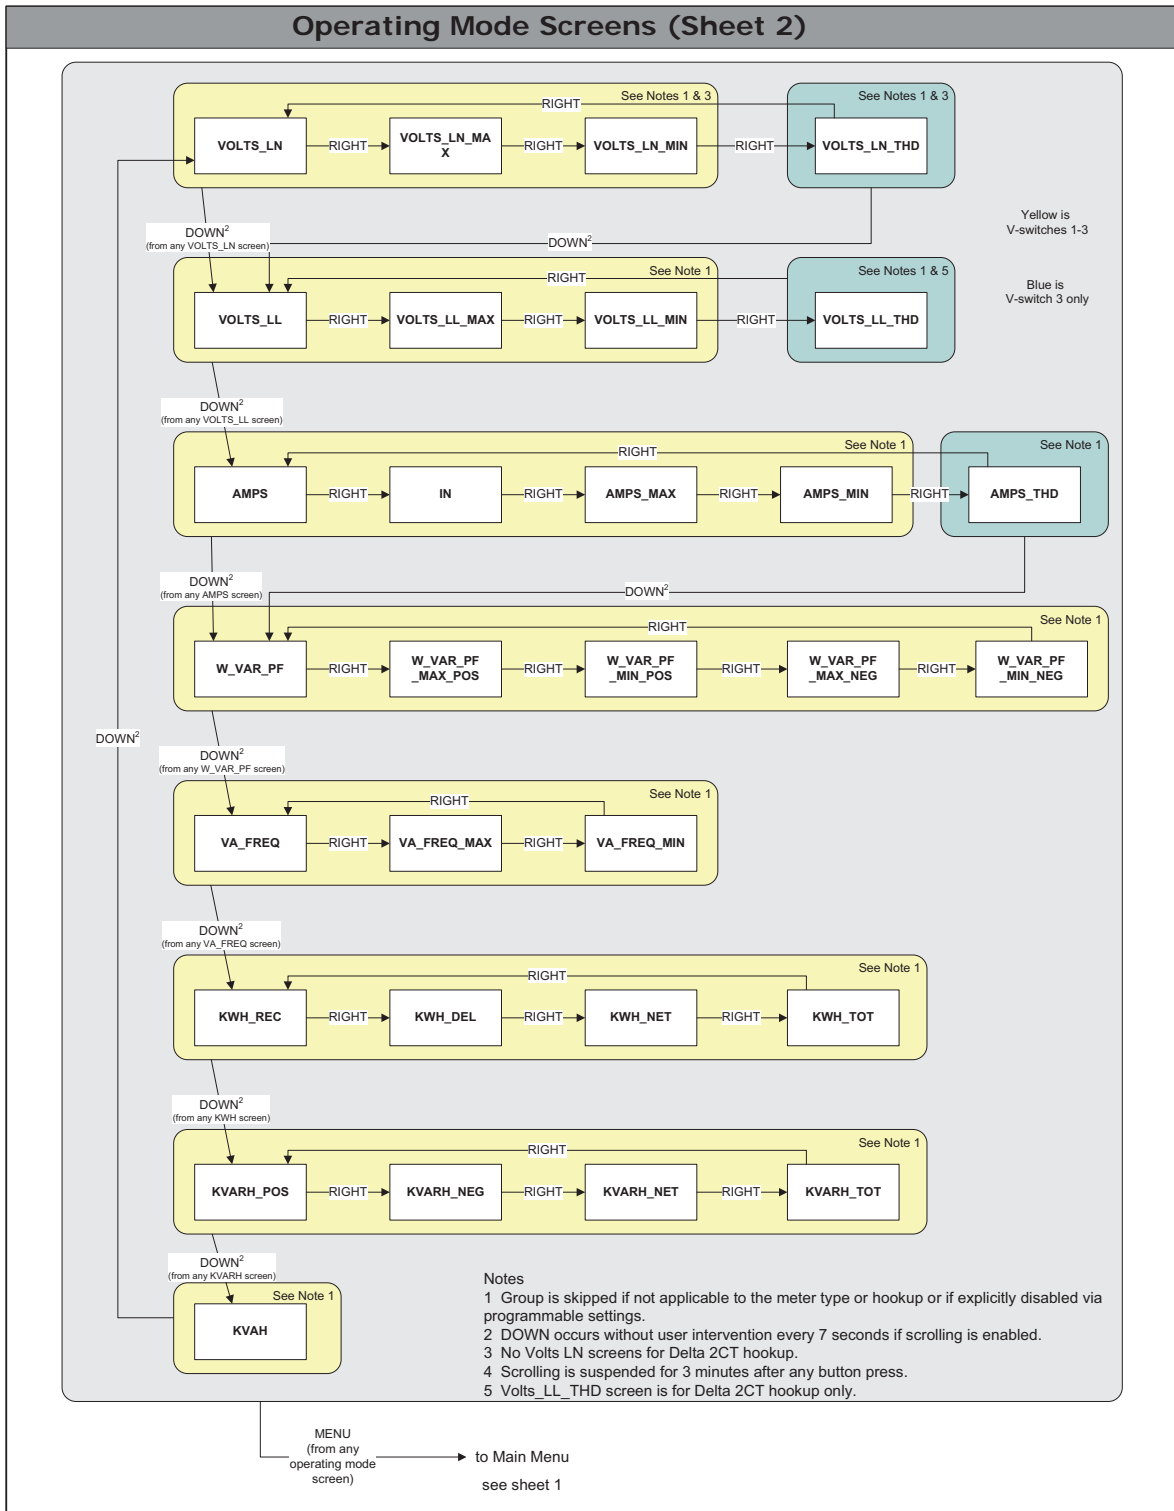 Operating Mode Screens (Sheet 2)
See Notes 1 & 3
See Notes 1 & 3
RIGHT
VOLTS_LN
RIGHT
VOLTS_LN_MA
X
RIGHT
VOLTS_LN_MIN
RIGHT
VOLTS_LN_THD
Yellow is
V-switches 1-3
DOWN2
(from any VOLTS_LN screen)
DOWN2
See Note 1
See Notes 1 & 5
Blue is
V-switch 3 only
RIGHT
VOLTS_LL
RIGHT
VOLTS_LL_MAX
RIGHT
VOLTS_LL_MIN
RIGHT
VOLTS_LL_THD
DOWN2
(from any VOLTS_LL screen)
See Note 1
See Note 1
RIGHT
AMPS
RIGHT
IN
RIGHT
AMPS_MAX
RIGHT
AMPS_MIN
RIGHT
AMPS_THD
DOWN2
(from any AMPS screen)
DOWN2
See Note 1
RIGHT
W_VAR_PF
RIGHT
W_VAR_PF
_MAX_POS
RIGHT
W_VAR_PF
_MIN_POS
RIGHT
W_VAR_PF
_MAX_NEG
RIGHT
W_VAR_PF
_MIN_NEG
DOWN2
DOWN2
(from any W_VAR_PF screen)
See Note 1
RIGHT
VA_FREQ
RIGHT
VA_FREQ_MAX
RIGHT
VA_FREQ_MIN
DOWN2
(from any VA_FREQ screen)
See Note 1
RIGHT
KWH_REC
RIGHT
KWH_DEL
RIGHT
KWH_NET
RIGHT
KWH_TOT
DOWN2
(from any KWH screen)
See Note 1
RIGHT
KVARH_POS
RIGHT
KVARH_NEG
RIGHT
KVARH_NET
RIGHT
KVARH_TOT
DOWN2
(from any KVARH screen)
See Note 1
KVAH
Notes
1 Group is skipped if not applicable to the meter type or hookup or if explicitly disabled via
programmable settings.
2 DOWN occurs without user intervention every 7 seconds if scrolling is enabled.
3 No Volts LN screens for Delta 2CT hookup.
4 Scrolling is suspended for 3 minutes after any button press.
5 Volts_LL_THD screen is for Delta 2CT hookup only.
MENU
(from any
operating mode
screen)
to Main Menu
see sheet 1